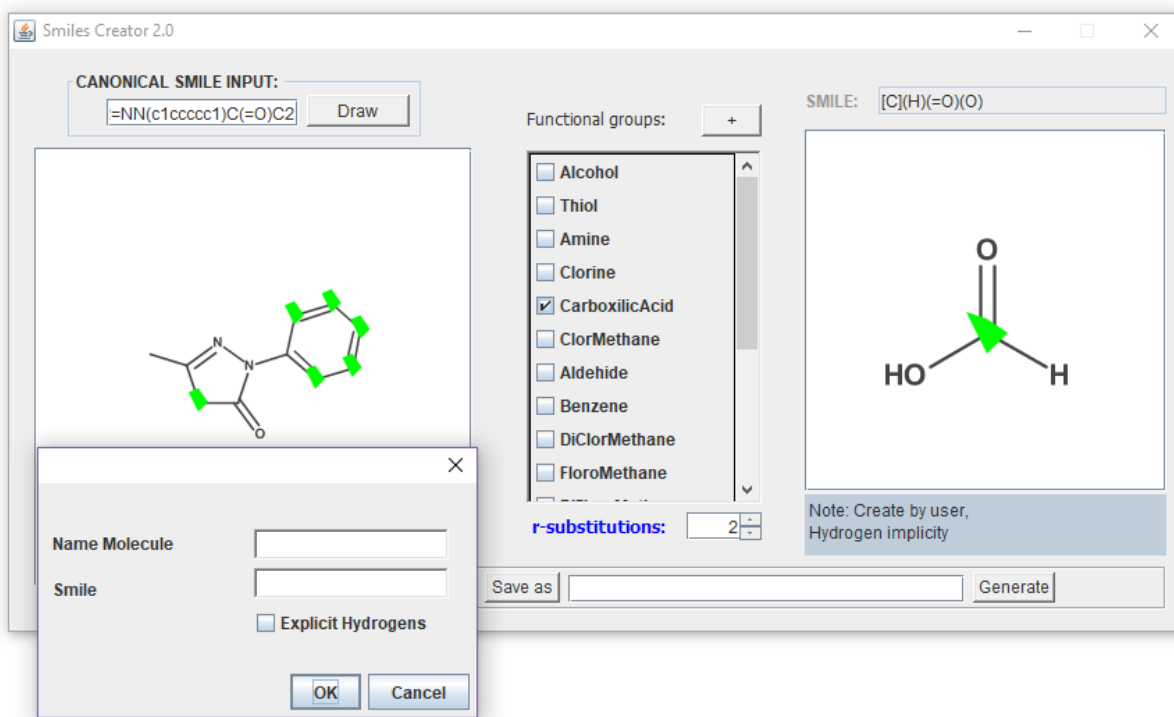 Smiles Creator 2.0
CANONICAL SMILE INPUT:
:=NN(c1ccccc1)C(=O)C2
Draw
N
N
O
Functional groups:
+
Alcohol
Thiol
Amine
Clorine
CarboxilicAcid
ClorMethane
Aldehide
Benzene
DiClorMethane
FloroMethane
r-substitutions:
2
SMILE:
[C](H)(=O)(O)
O
HO
H
Note: Create by user,
Hydrogen implicity
Save as
Generate
Name Molecule
Smile
Explicit Hydrogens
OK
Cancel